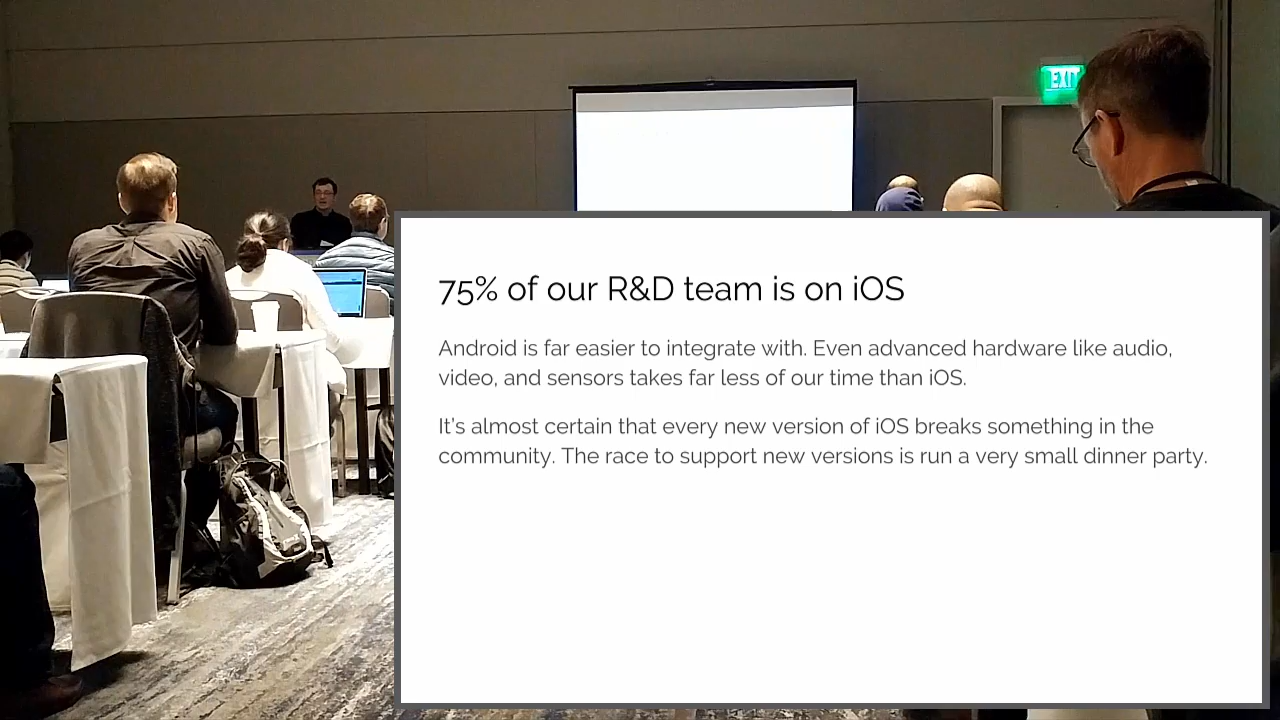 EXIT
75% of our R&D team is on iOS
Android is far easier to integrate with. Even advanced hardware like audio,
video, and sensors takes far less of our time than iOS.
It's almost certain that every new version of iOS breaks something in the
community. The race to support new versions is run a very small dinner party.